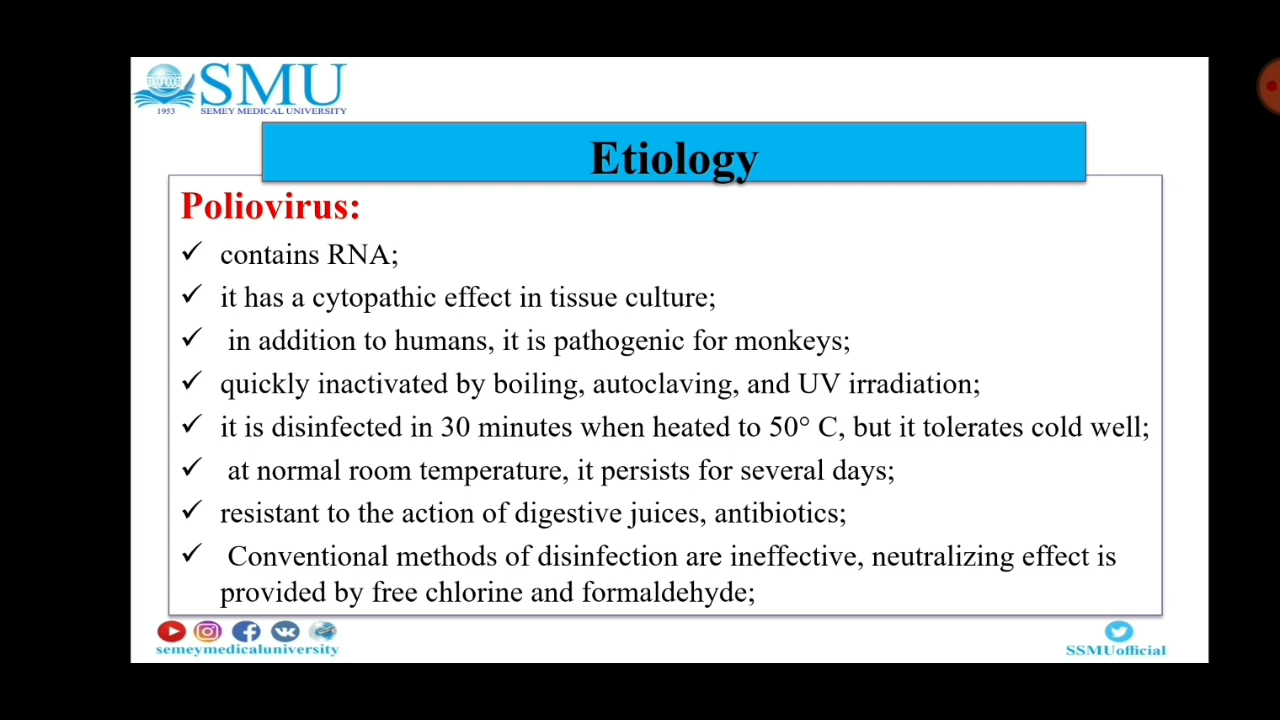 SMU
1953 SEMEY MEDICAL UNIVERSITY
Etiology
Poliovirus:
✓ contains RNA;
✓ it has a cytopathic effect in tissue culture;
✓ in addition to humans, it is pathogenic for monkeys;
✓ quickly inactivated by boiling, autoclaving, and UV irradiation;
✓ it is disinfected in 30 minutes when heated to 50° C, but it tolerates cold well;
✓ at normal room temperature, it persists for several days;
✓ resistant to the action of digestive juices, antibiotics;
✓ Conventional methods of disinfection are ineffective, neutralizing effect is
provided by free chlorine and formaldehyde;
semeymedicaluniversity
SSMUofficial